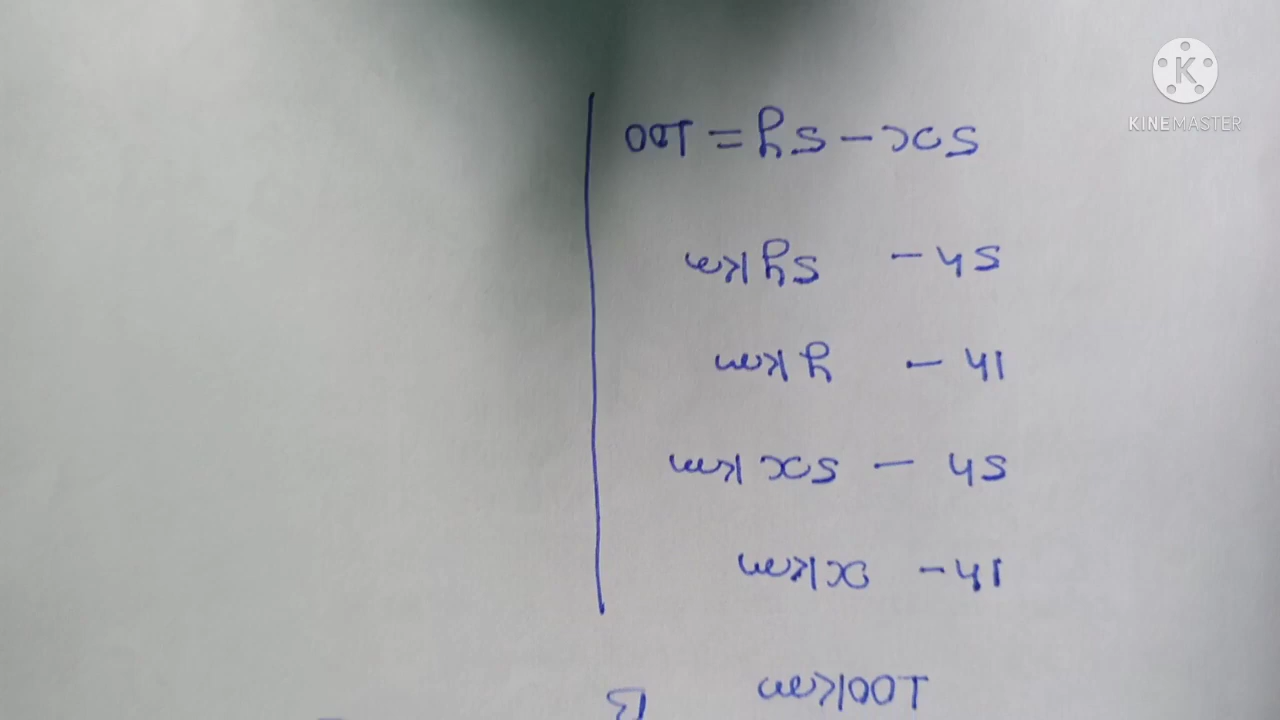 100km B
1h - x km
5h - 5x km
1h - y km
5h - 5y km
5x - 5y = 100
KINEMASTER